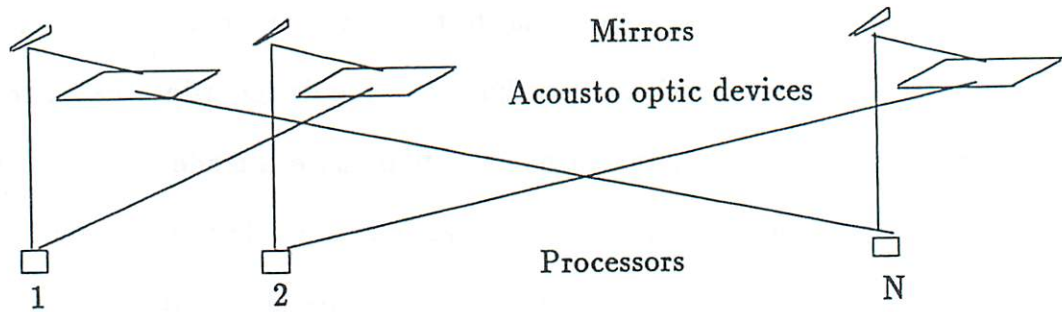 Mirrors
Acousto optic devices
Processors
1 2 N